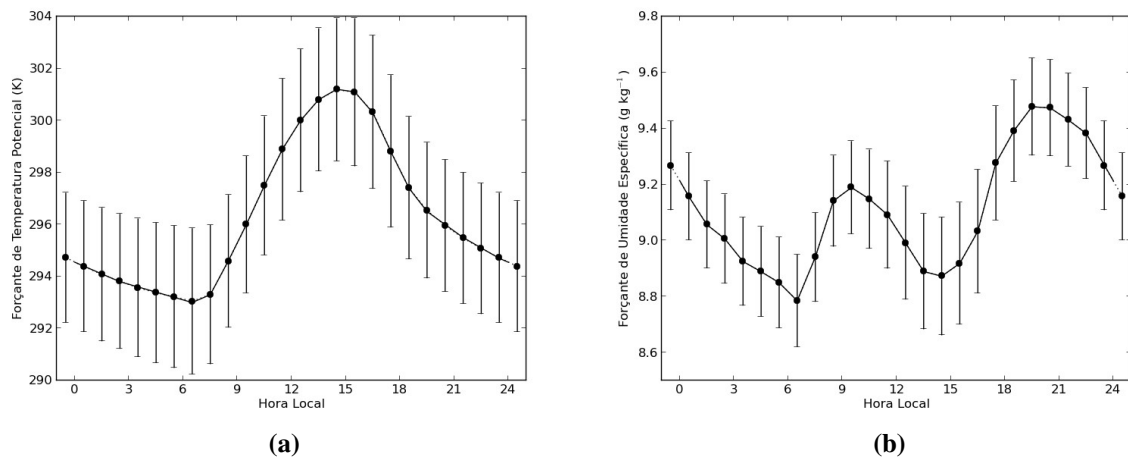 304
302
300
298
296
294
292
290
Forçante de Temperatura Potencial (K)
0 3 6 9 12 15 18 21 24
Hora Local
(a)
9.8
9.6
9.4
9.2
9.0
8.8
8.6
Forçante de Umidade Específica (g kg⁻¹)
0 3 6 9 12 15 18 21 24
Hora Local
(b)